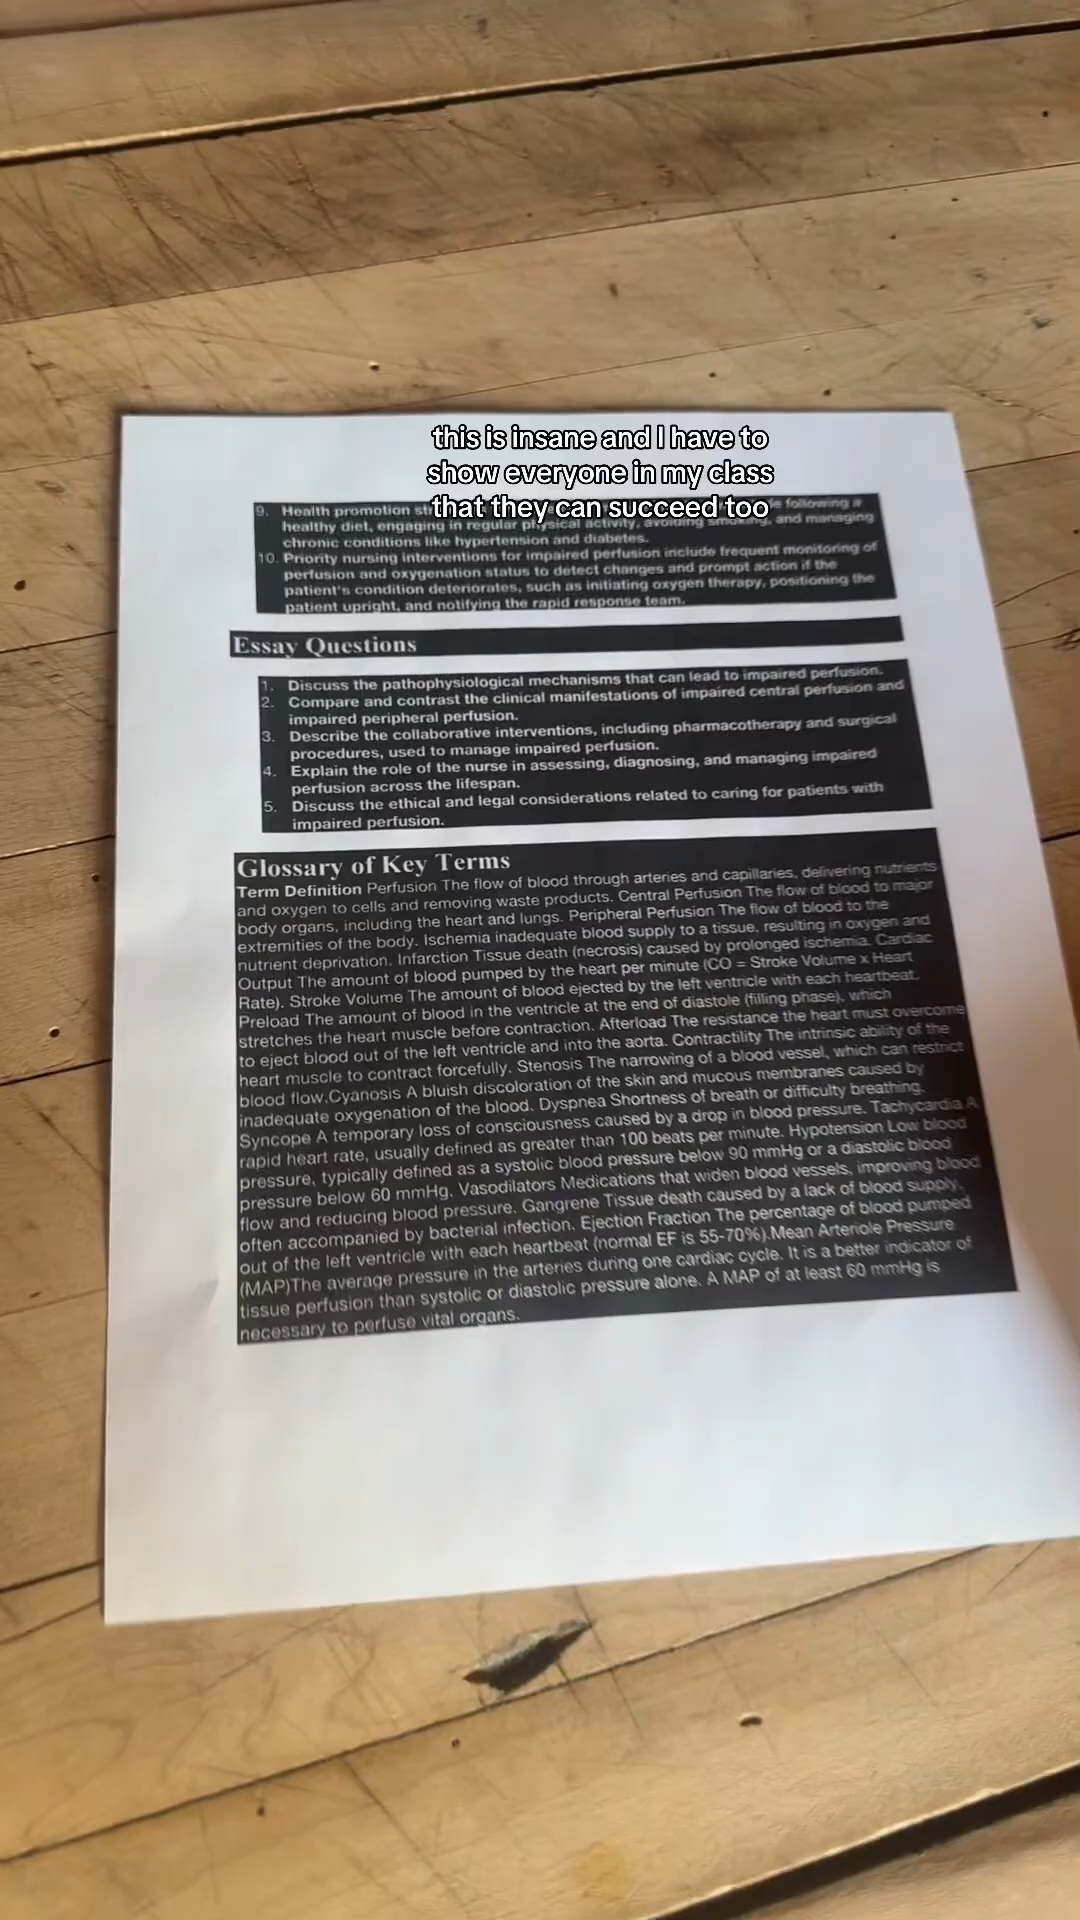 this is insane and I have to
show everyone in my class
that they can succeed too
9. Health promotion following a
healthy diet, engaging in regular physical activity, avoiding smoking, and managing
chronic conditions like hypertension and diabetes.
10. Priority nursing interventions for impaired perfusion include frequent monitoring of
perfusion and oxygenation status to detect changes and prompt action if the
patient's condition deteriorates, such as initiating oxygen therapy, positioning the
patient upright, and notifying the rapid response team.
Essay Questions
1. Discuss the pathophysiological mechanisms that can lead to impaired perfusion.
2. Compare and contrast the clinical manifestations of impaired central perfusion and
impaired peripheral perfusion.
3. Describe the collaborative interventions, including pharmacotherapy and surgical
procedures, used to manage impaired perfusion.
4. Explain the role of the nurse in assessing, diagnosing, and managing impaired
perfusion across the lifespan.
5. Discuss the ethical and legal considerations related to caring for patients with
impaired perfusion.
Glossary of Key Terms
Term Definition Perfusion The flow of blood through arteries and capillaries, delivering nutrients
and oxygen to cells and removing waste products. Central Perfusion The flow of blood to major
body organs, including the heart and lungs. Peripheral Perfusion The flow of blood to the
extremities of the body. Ischemia inadequate blood supply to a tissue, resulting in oxygen and
nutrient deprivation. Infarction Tissue death (necrosis) caused by prolonged ischemia. Cardiac
Output The amount of blood pumped by the heart per minute (CO = Stroke Volume x Heart
Rate). Stroke Volume The amount of blood ejected by the left ventricle with each heartbeat.
Preload The amount of blood in the ventricle at the end of diastole (filling phase), which
stretches the heart muscle before contraction. Afterload The resistance the heart must overcome
to eject blood out of the left ventricle and into the aorta. Contractility The intrinsic ability of the
heart muscle to contract forcefully. Stenosis The narrowing of a blood vessel, which can restrict
blood flow.Cyanosis A bluish discoloration of the skin and mucous membranes caused by
inadequate oxygenation of the blood. Dyspnea Shortness of breath or difficulty breathing.
Syncope A temporary loss of consciousness caused by a drop in blood pressure. Tachycardia A
rapid heart rate, usually defined as greater than 100 beats per minute. Hypotension Low blood
pressure, typically defined as a systolic blood pressure below 90 mmHg or a diastolic blood
pressure below 60 mmHg. Vasodilators Medications that widen blood vessels, improving blood
flow and reducing blood pressure. Gangrene Tissue death caused by a lack of blood supply,
often accompanied by bacterial infection. Ejection Fraction The percentage of blood pumped
out of the left ventricle with each heartbeat (normal EF is 55-70%).Mean Arteriole Pressure
(MAP)The average pressure in the arteries during one cardiac cycle. It is a better indicator of
tissue perfusion than systolic or diastolic pressure alone. A MAP of at least 60 mmHg is
necessary to perfuse vital organs.